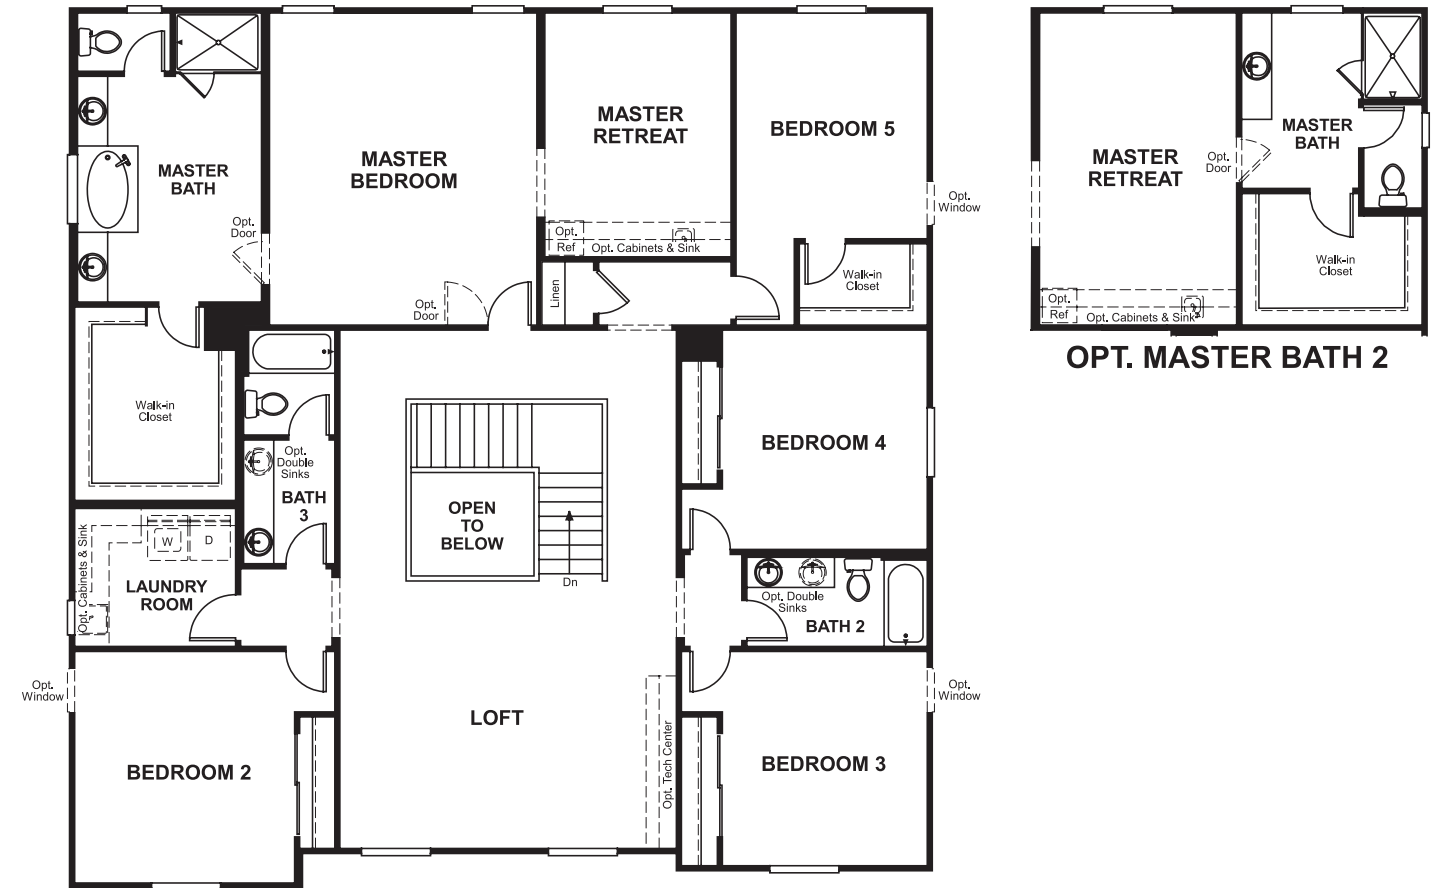 MASTER
BATH
Opt.
Door
MASTER
BEDROOM
Opt.
Door
MASTER
RETREAT
Opt.
Ref
Opt. Cabinets & Sink
Linen
BEDROOM 5
Opt.
Window
Walk-in
Closet
Walk-in
Closet
Opt.
Double
Sinks
BATH
3
OPEN
TO
BELOW
Dn
BEDROOM 4
W
D
Opt. Cabinets & Sink
LAUNDRY
ROOM
Opt. Double
Sinks
BATH 2
Opt.
Window
LOFT
Opt. Tech Center
Opt.
Window
BEDROOM 2
BEDROOM 3
MASTER
RETREAT
Opt.
Door
MASTER
BATH
Walk-in
Closet
Opt.
Ref
Opt. Cabinets & Sink
OPT. MASTER BATH 2